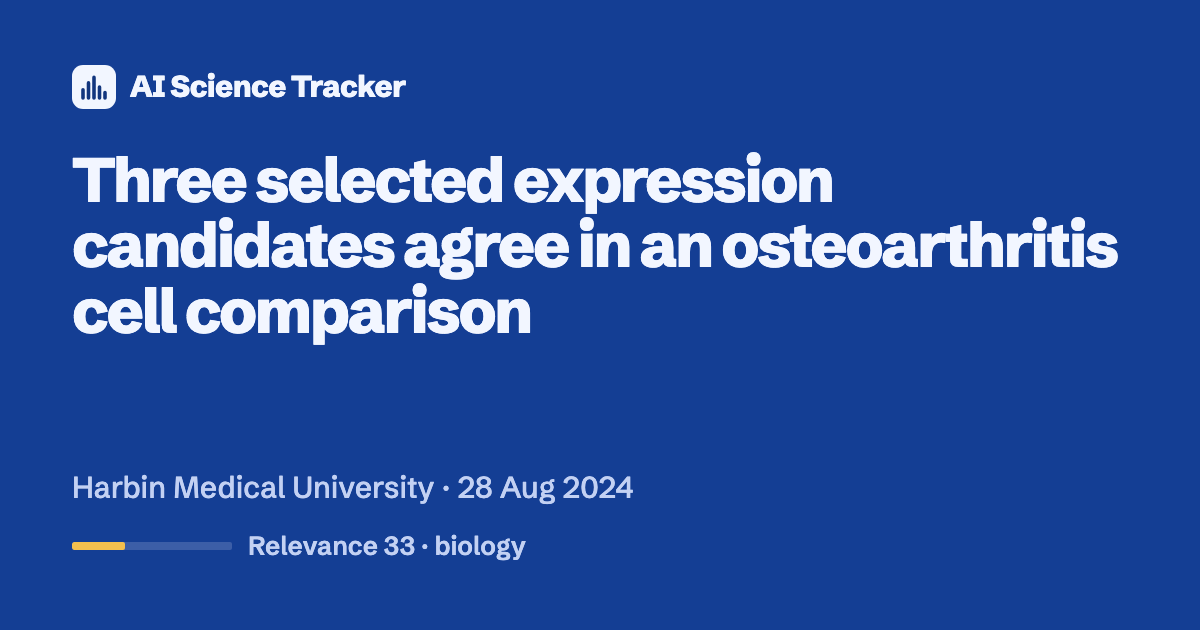 AI Science Tracker
Three selected expression
candidates agree in an osteoarthritis
cell comparison
Harbin Medical University · 28 Aug 2024
Relevance 33 · biology